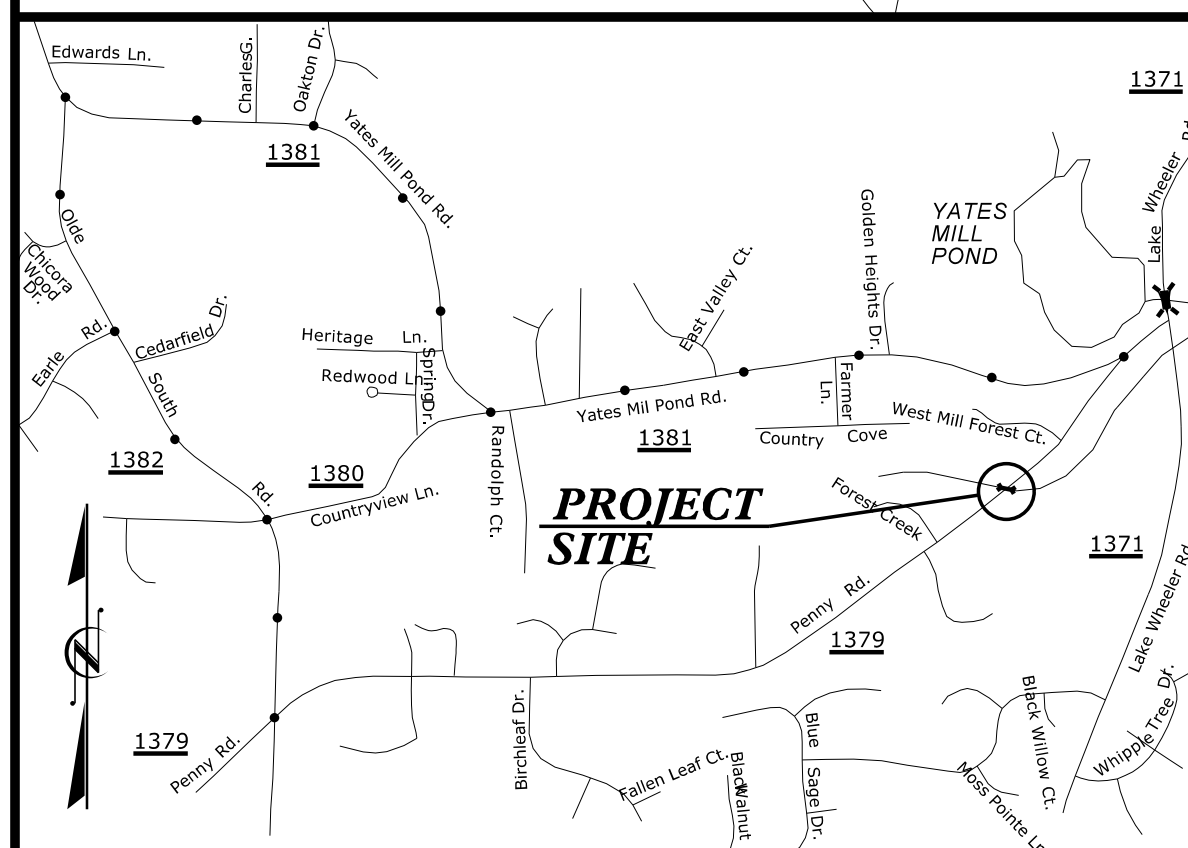 Edwards Ln.
Charles G.
Oakton Dr.
1371
1381
Yates Mill Pond Rd.
Lake Wheeler Rd
Olde
Golden Heights Dr.
YATES
MILL
POND
Chicora
Wood
Dr.
East Valley Ct.
Rd.
Earle
Cedarfield Dr.
Heritage Ln.
Spring Dr.
Redwood Ln.
South
Farmer
Ln.
Yates Mil Pond Rd.
West Mill Forest Ct.
1381
Country Cove
1382
1380
Randolph Ct.
Rd.
Countryview Ln.
PROJECT
SITE
Forest Creek
1371
N
Penny Rd.
1379
Lake Wheeler Rd
1379
Penny Rd.
Birchleaf Dr.
Fallen Leaf Ct.
Black Walnut
Blue
Sage Dr.
Black Willow Ct.
Moss Pointe Ln
Whipple Tree Dr.